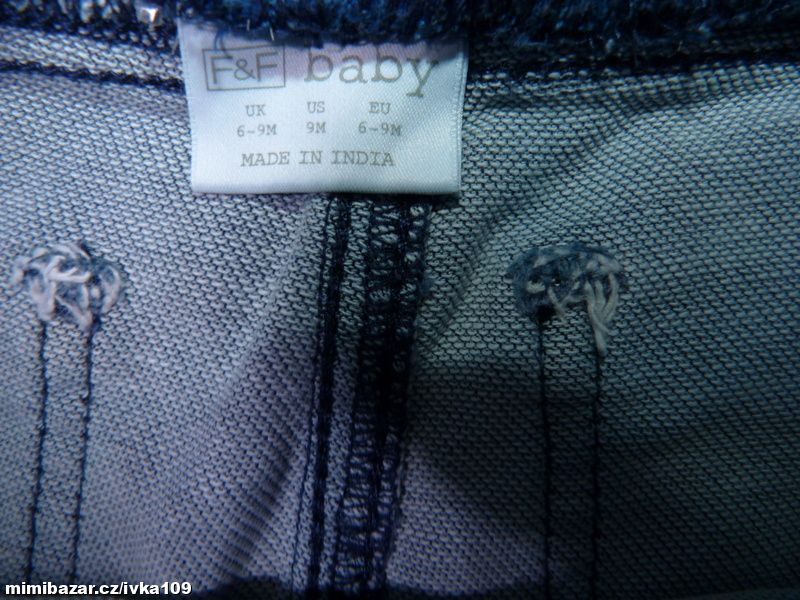 F&F baby
UK US EU
6-9M 9M 6-9M
MADE IN INDIA
mimibazar.cz/ivka109